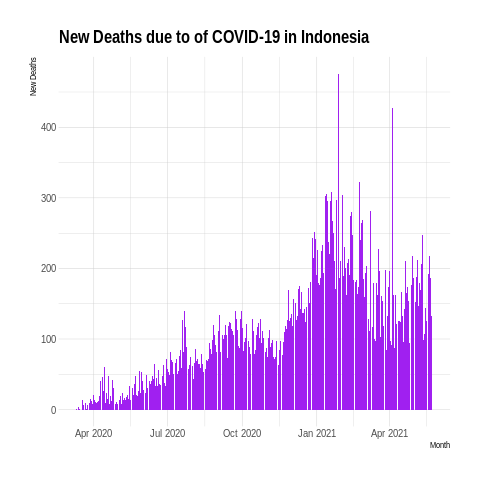 New Deaths due to of COVID-19 in Indonesia
New Deaths
400
300
200
100
0
Apr 2020 Jul 2020 Oct 2020 Jan 2021 Apr 2021
Month